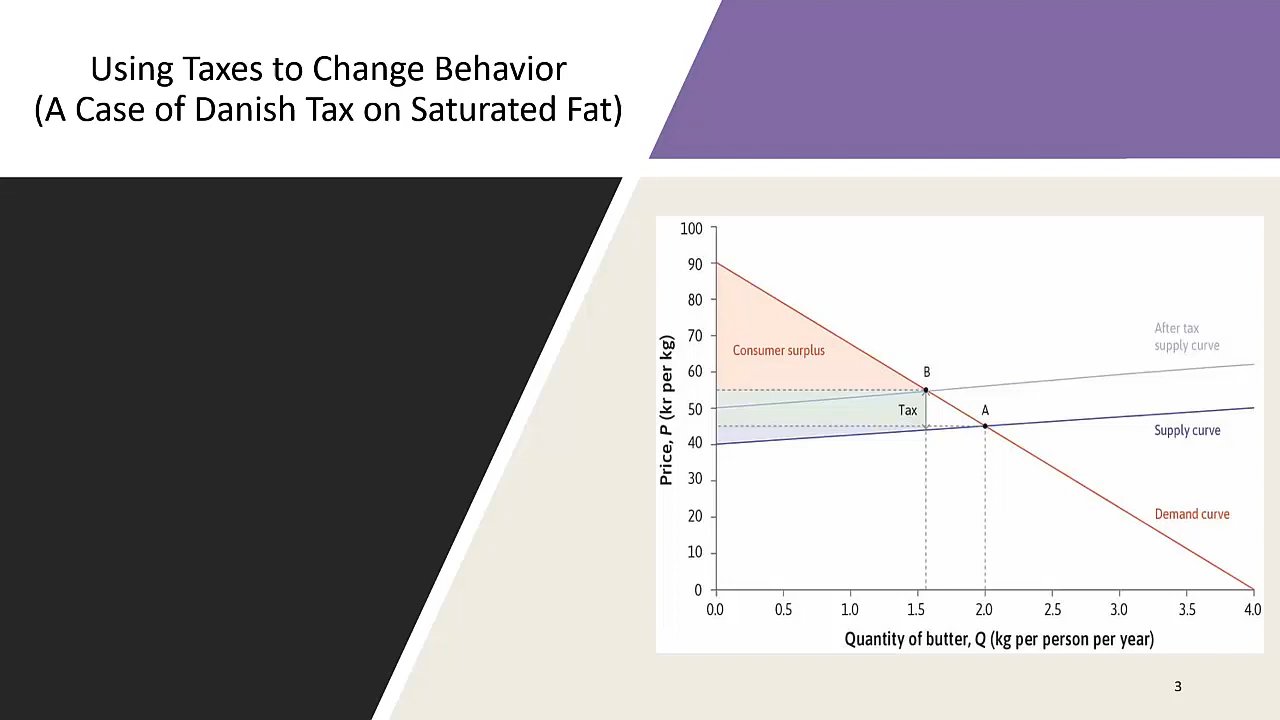 Using Taxes to Change Behavior
(A Case of Danish Tax on Saturated Fat)
100
90
80
70
60
50
40
30
20
10
0
Price, P (kr per kg)
Consumer surplus
B
Tax
A
After tax
supply curve
Supply curve
Demand curve
0.0 0.5 1.0 1.5 2.0 2.5 3.0 3.5 4.0
Quantity of butter, Q (kg per person per year)
3